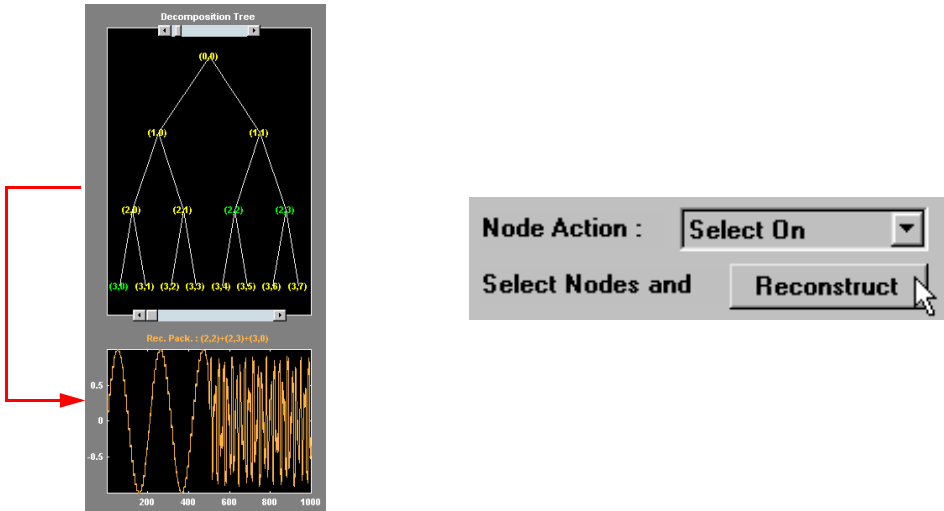 Decomposition Tree
(0,0)
(1,0) (1,1)
(2,0) (2,1) (2,2) (2,3)
(3,0) (3,1) (3,2) (3,3) (3,4) (3,5) (3,6) (3,7)
Rec. Pack. : (2,2)+(2,3)+(3,0)
0.5
0
-0.5
200 400 600 800 1000
Node Action : Select On
Select Nodes and Reconstruct